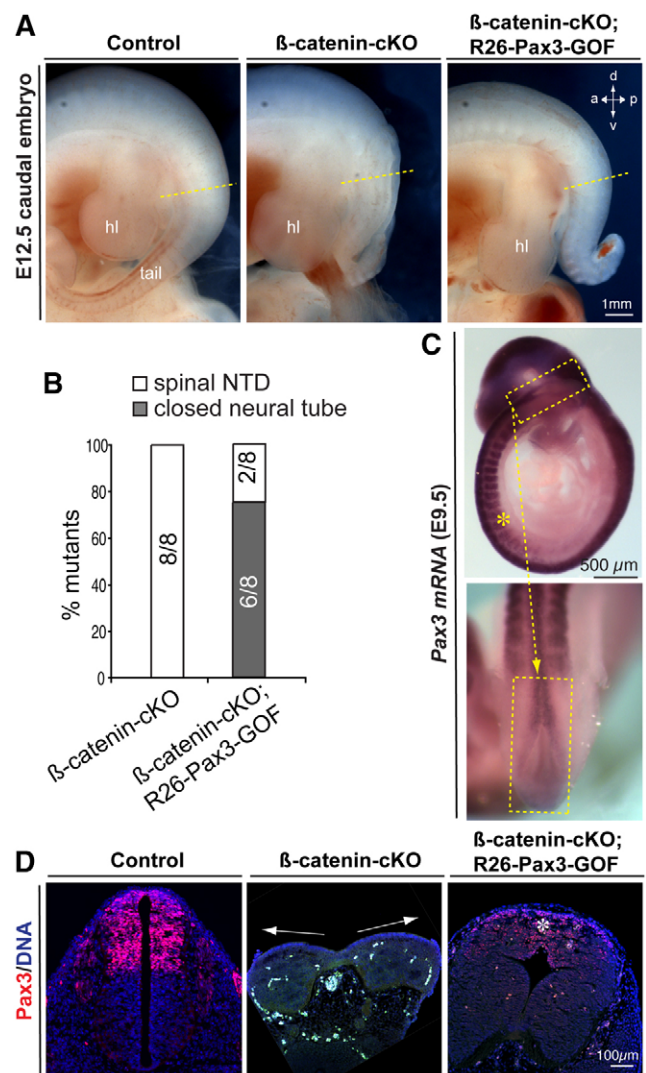 A
Control
ß-catenin-cKO
ß-catenin-cKO;
R26-Pax3-GOF
E12.5 caudal embryo
hl
tail
hl
hl
d
a p
v
1mm
B
spinal NTD
closed neural tube
% mutants
100
80
60
40
20
0
8/8
2/8
6/8
ß-catenin-cKO
ß-catenin-cKO;
R26-Pax3-GOF
C
Pax3 mRNA (E9.5)
*
500 µm
D
Control
ß-catenin-cKO
ß-catenin-cKO;
R26-Pax3-GOF
Pax3/DNA
*
100µm